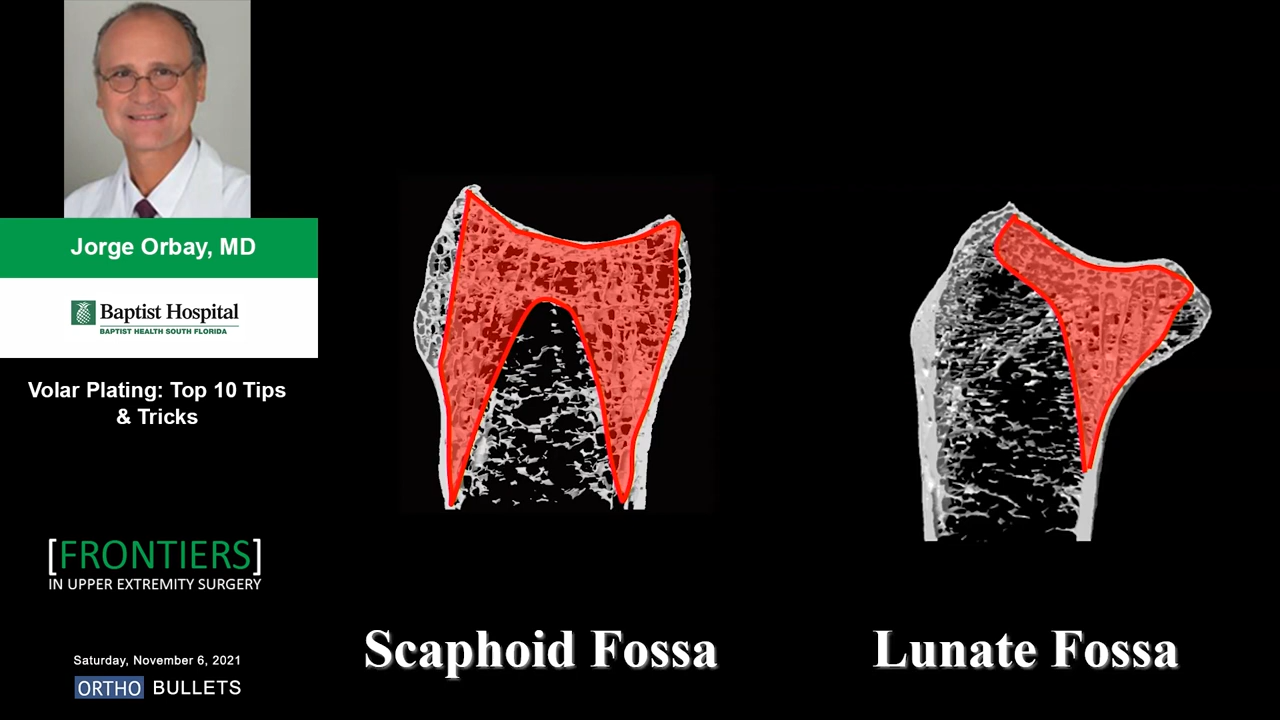 Jorge Orbay, MD
Baptist Hospital
BAPTIST HEALTH SOUTH FLORIDA
Volar Plating: Top 10 Tips
& Tricks
[FRONTIERS]
IN UPPER EXTREMITY SURGERY
Saturday, November 6, 2021
ORTHO BULLETS
Scaphoid Fossa
Lunate Fossa